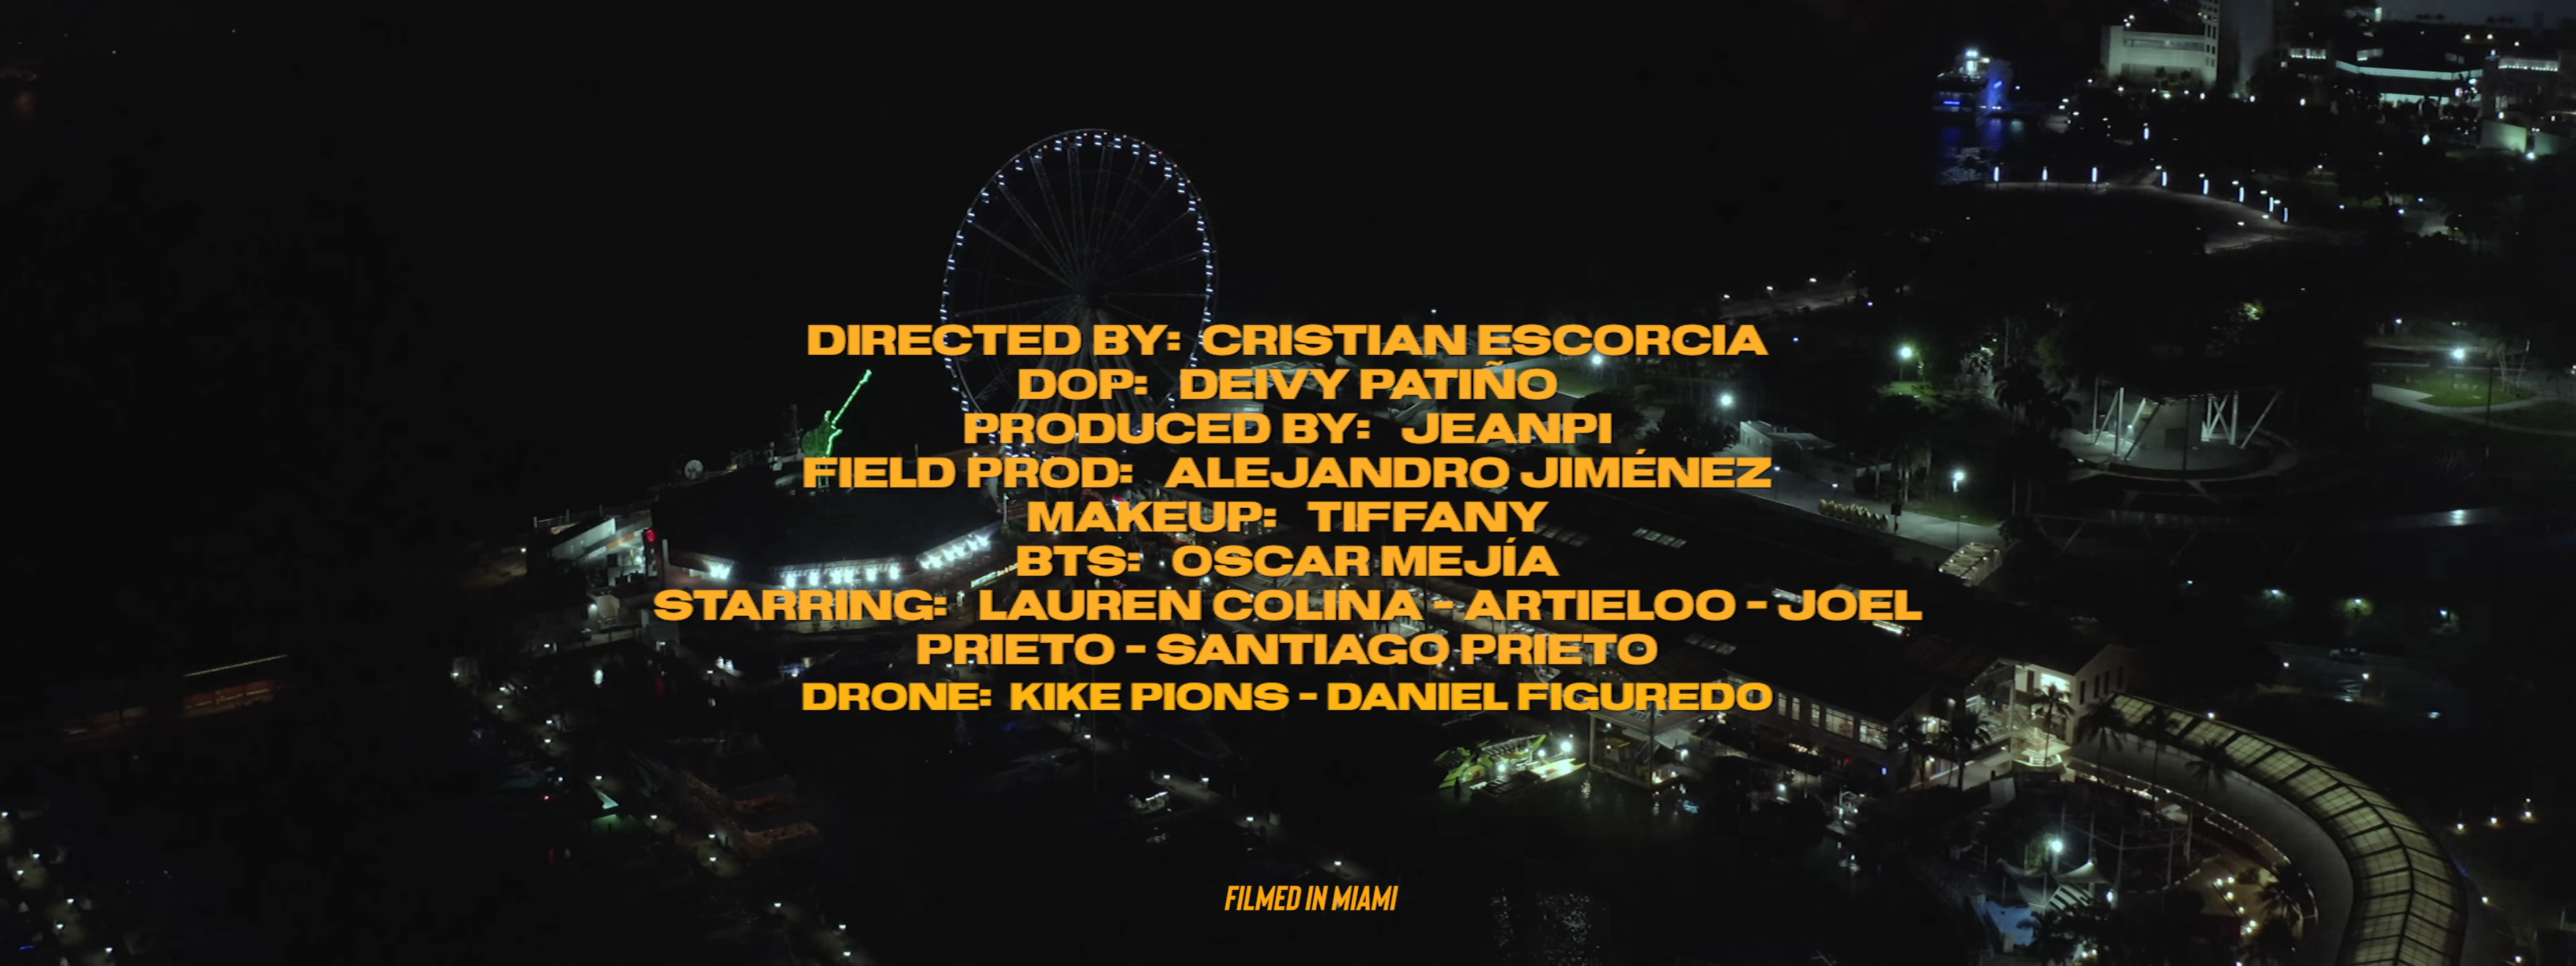 DIRECTED BY: CRISTIAN ESCORCIA
DOP: DEIVY PATIÑO
PRODUCED BY: JEANPI
FIELD PROD: ALEJANDRO JIMÉNEZ
MAKEUP: TIFFANY
BTS: OSCAR MEJÍA
STARRING: LAUREN COLINA - ARTIELOO - JOEL
PRIETO - SANTIAGO PRIETO
DRONE: KIKE PIONS - DANIEL FIGUREDO
FILMED IN MIAMI